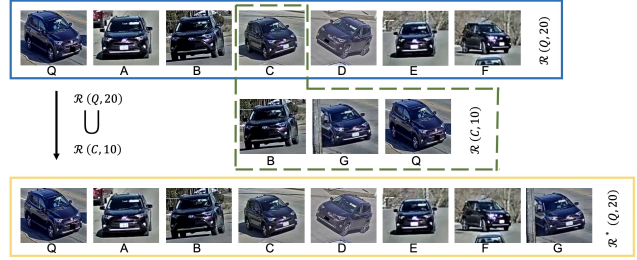 Q A B C D E F
ℛ (Q, 20)
ℛ (Q, 20)
∪
ℛ (C, 10)
B G Q
ℛ (C, 10)
Q A B C D E F G
ℛ* (Q, 20)